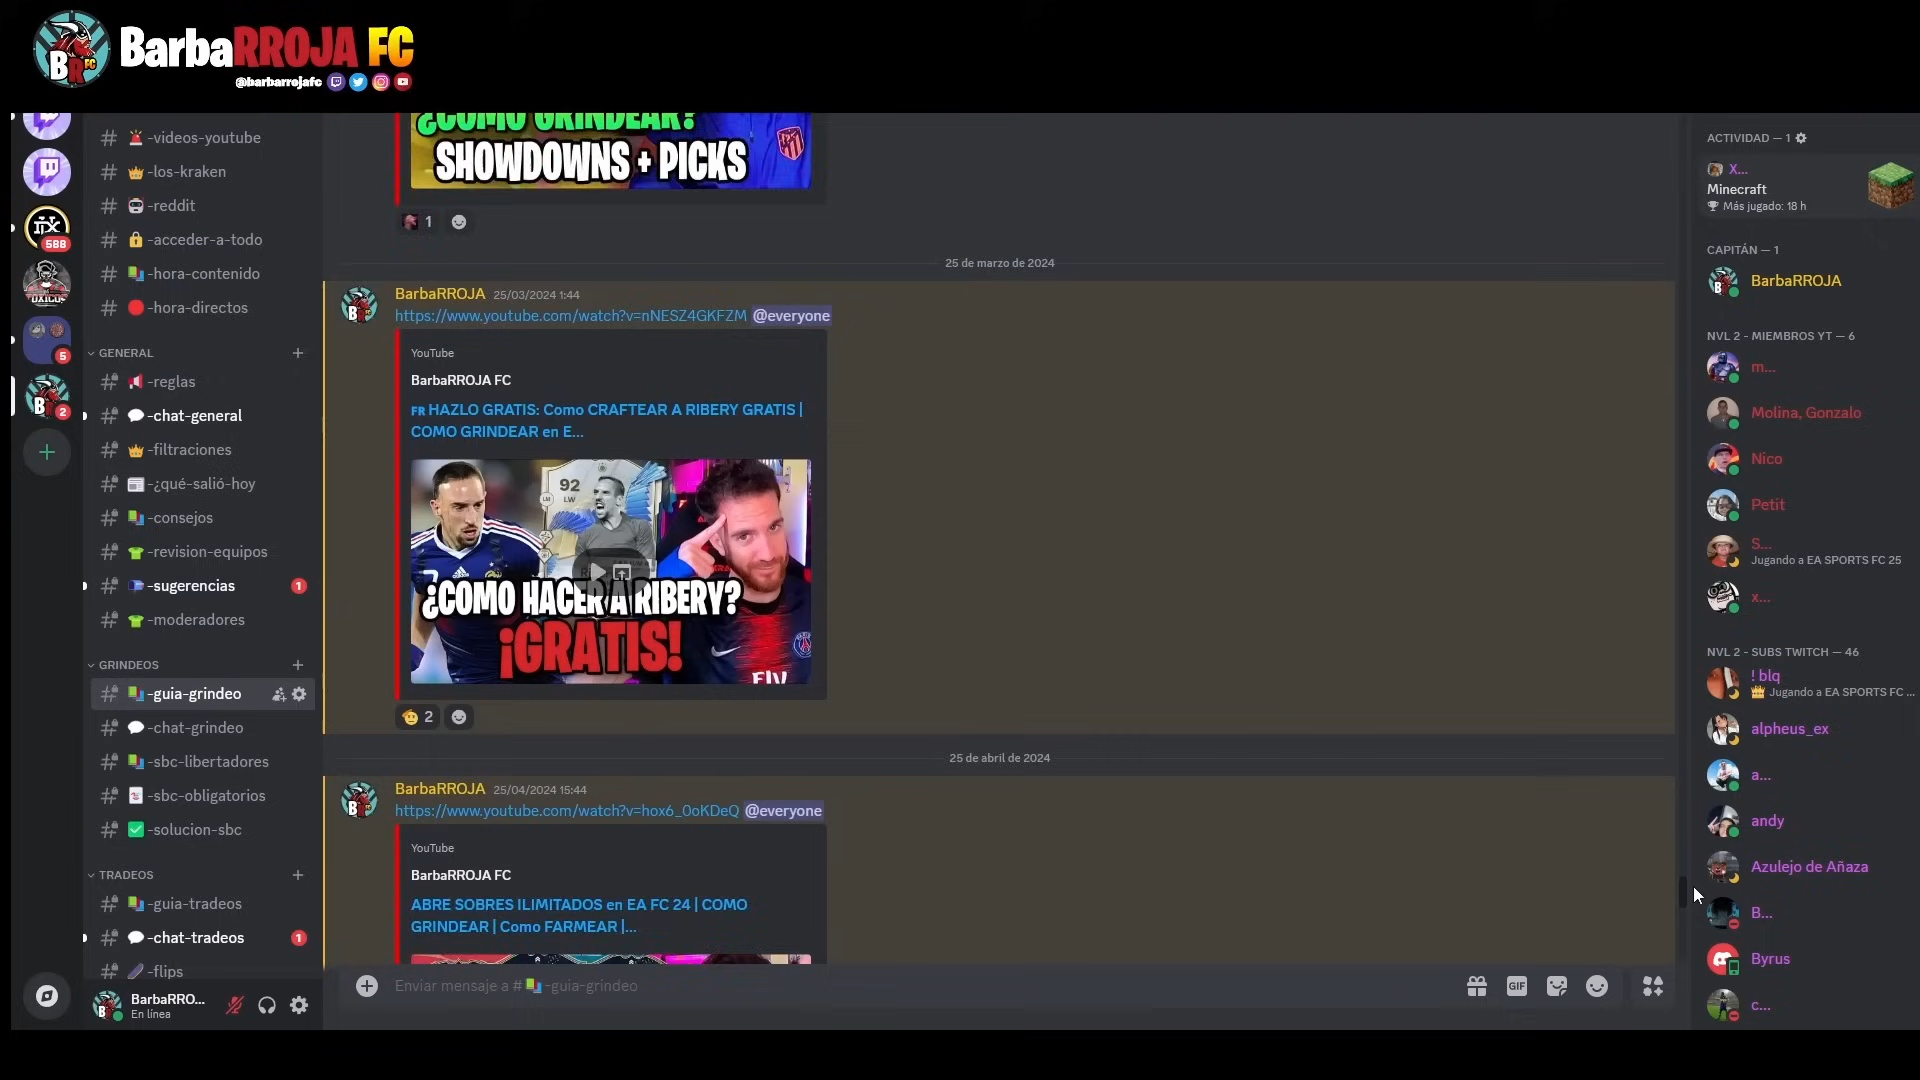 BarbaRROJA FC
@barbarrojafc
588
5
2
-videos-youtube
-los-kraken
-reddit
-acceder-a-todo
-hora-contenido
-hora-directos
GENERAL
-reglas
-chat-general
-filtraciones
-¿qué-salió-hoy
-consejos
-revision-equipos
-sugerencias 1
-moderadores
GRINDEOS
-guia-grindeo
-chat-grindeo
-sbc-libertadores
-sbc-obligatorios
-solucion-sbc
TRADEOS
-guia-tradeos
-chat-tradeos 1
-flips
BarbaRRO...
En línea
¿COMO GRINDEAR?
SHOWDOWNS + PICKS
1
25 de marzo de 2024
BarbaRROJA 25/03/2024 1:44
https://www.youtube.com/watch?v=nNESZ4GKFZM @everyone
YouTube
BarbaRROJA FC
FR HAZLO GRATIS: Como CRAFTEAR A RIBERY GRATIS |
COMO GRINDEAR en E...
92
LW
¿COMO HACER A RIBERY?
¡GRATIS!
2
25 de abril de 2024
BarbaRROJA 25/04/2024 15:44
https://www.youtube.com/watch?v=hox6_0oKDeQ @everyone
YouTube
BarbaRROJA FC
ABRE SOBRES ILIMITADOS en EA FC 24 | COMO
GRINDEAR | Como FARMEAR |...
Enviar mensaje a # -guia-grindeo
GIF
ACTIVIDAD — 1
X...
Minecraft
Más jugado: 18 h
CAPITÁN — 1
BarbaRROJA
NVL 2 - MIEMBROS YT — 6
m...
Molina, Gonzalo
Nico
Petit
S...
Jugando a EA SPORTS FC 25
x...
NVL 2 - SUBS TWITCH — 46
! blq
Jugando a EA SPORTS FC ...
alpheus_ex
a...
andy
Azulejo de Añaza
B...
Byrus
c...